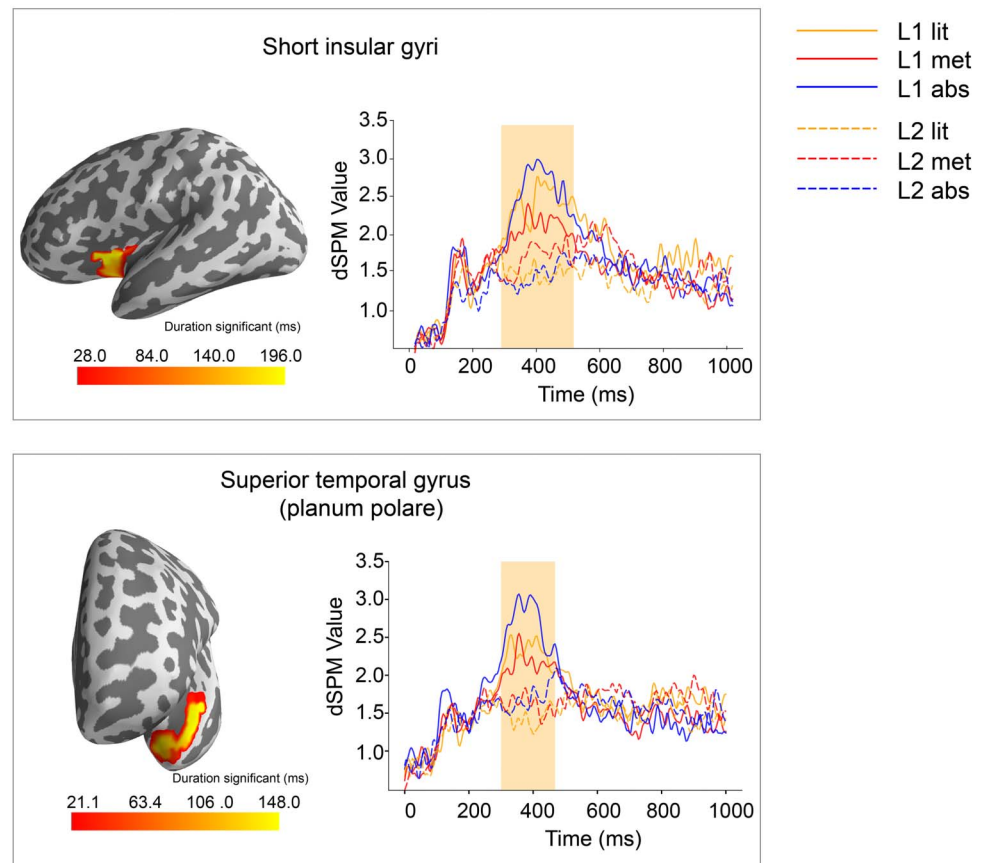 Short insular gyri
L1 lit
L1 met
L1 abs
L2 lit
L2 met
L2 abs
3.5
3.0
2.5
2.0
1.5
1.0
dSPM Value
0 200 400 600 800 1000
Time (ms)
Duration significant (ms)
28.0 84.0 140.0 196.0
Superior temporal gyrus
(planum polare)
3.5
3.0
2.5
2.0
1.5
1.0
dSPM Value
0 200 400 600 800 1000
Time (ms)
Duration significant (ms)
21.1 63.4 106 .0 148.0